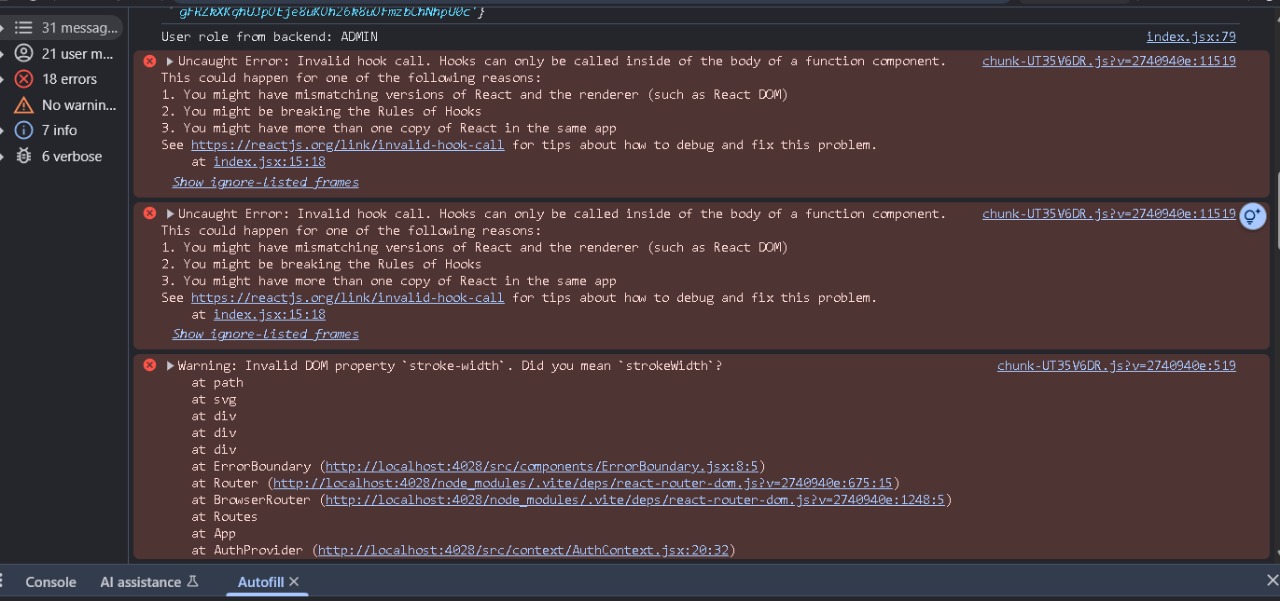 31 messag...
21 user m...
18 errors
No warnin...
7 info
6 verbose
User role from backend: ADMIN
index.jsx:79
Uncaught Error: Invalid hook call. Hooks can only be called inside of the body of a function component.
chunk-UT35V6DR.js?v=2740940e:11519
This could happen for one of the following reasons:
1. You might have mismatching versions of React and the renderer (such as React DOM)
2. You might be breaking the Rules of Hooks
3. You might have more than one copy of React in the same app
See https://reactjs.org/link/invalid-hook-call for tips about how to debug and fix this problem.
at index.jsx:15:18
Show ignore-listed frames
Uncaught Error: Invalid hook call. Hooks can only be called inside of the body of a function component.
chunk-UT35V6DR.js?v=2740940e:11519
This could happen for one of the following reasons:
1. You might have mismatching versions of React and the renderer (such as React DOM)
2. You might be breaking the Rules of Hooks
3. You might have more than one copy of React in the same app
See https://reactjs.org/link/invalid-hook-call for tips about how to debug and fix this problem.
at index.jsx:15:18
Show ignore-listed frames
Warning: Invalid DOM property `stroke-width`. Did you mean `strokeWidth`?
chunk-UT35V6DR.js?v=2740940e:519
at path
at svg
at div
at div
at div
at ErrorBoundary (http://localhost:4028/src/components/ErrorBoundary.jsx:8:5)
at Router (http://localhost:4028/node_modules/.vite/deps/react-router-dom.js?v=2740940e:675:15)
at BrowserRouter (http://localhost:4028/node_modules/.vite/deps/react-router-dom.js?v=2740940e:1248:5)
at Routes
at App
at AuthProvider (http://localhost:4028/src/context/AuthContext.jsx:20:32)
Console
AI assistance
Autofill